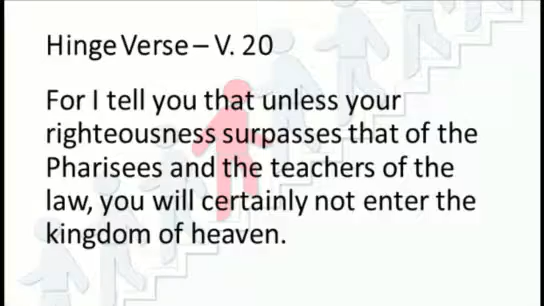 Hinge Verse – V. 20
For I tell you that unless your
righteousness surpasses that of the
Pharisees and the teachers of the
law, you will certainly not enter the
kingdom of heaven.